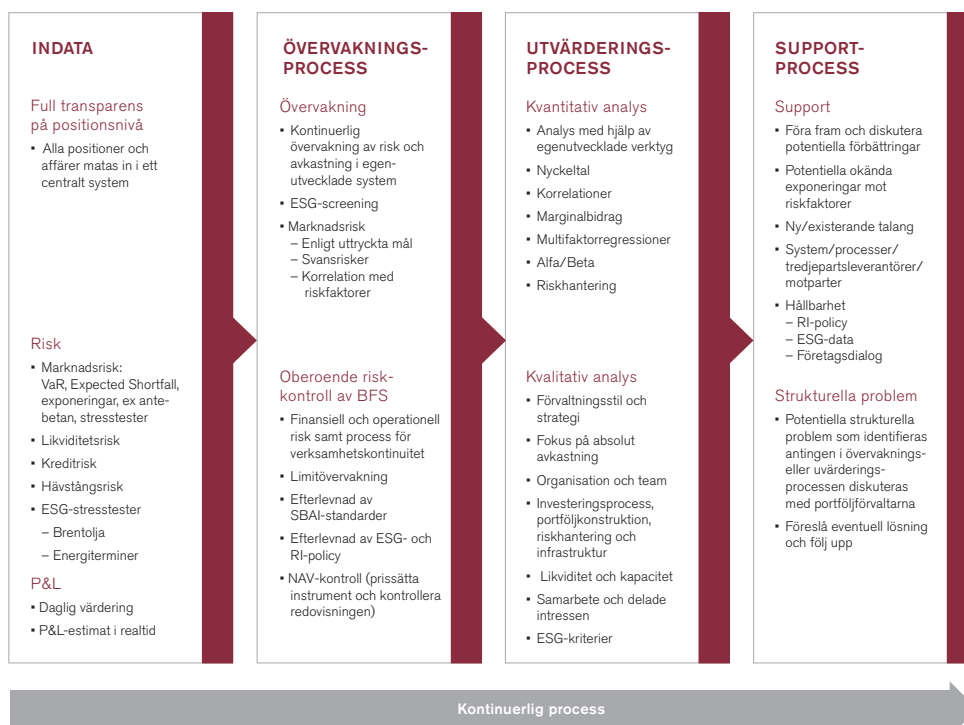 INDATA
Full transparens
på positionsnivå
▪ Alla positioner och
affärer matas in i ett
centralt system
Risk
▪ Marknadsrisk:
VaR, Expected Shortfall,
exponeringar, ex ante-
betan, stresstester
▪ Likviditetsrisk
▪ Kreditrisk
▪ Hävstångsrisk
▪ ESG-stresstester
– Brentolja
– Energiterminer
P&L
▪ Daglig värdering
▪ P&L-estimat i realtid
ÖVERVAKNINGS-
PROCESS
Övervakning
▪ Kontinuerlig
övervakning av risk och
avkastning i egen-
utvecklade system
▪ ESG-screening
▪ Marknadsrisk
– Enligt uttryckta mål
– Svansrisker
– Korrelation med
riskfaktorer
Oberoende risk-
kontroll av BFS
▪ Finansiell och operationell
risk samt process för
verksamhetskontinuitet
▪ Limitövervakning
▪ Efterlevnad av
SBAI-standarder
▪ Efterlevnad av ESG- och
RI-policy
▪ NAV-kontroll (prissätta
instrument och kontrollera
redovisningen)
UTVÄRDERINGS-
PROCESS
Kvantitativ analys
▪ Analys med hjälp av
egenutvecklade verktyg
▪ Nyckeltal
▪ Korrelationer
▪ Marginalbidrag
▪ Multifaktorregressioner
▪ Alfa/Beta
▪ Riskhantering
Kvalitativ analys
▪ Förvaltningsstil och
strategi
▪ Fokus på absolut
avkastning
▪ Organisation och team
▪ Investeringsprocess,
portföljkonstruktion,
riskhantering och
infrastruktur
▪ Likviditet och kapacitet
▪ Samarbete och delade
intressen
▪ ESG-kriterier
SUPPORT-
PROCESS
Support
▪ Föra fram och diskutera
potentiella förbättringar
▪ Potentiella okända
exponeringar mot
riskfaktorer
▪ Ny/existerande talang
▪ System/processer/
tredjepartsleverantörer/
motparter
▪ Hållbarhet
– RI-policy
– ESG-data
– Företagsdialog
Strukturella problem
▪ Potentiella strukturella
problem som identifieras
antingen i övervaknings-
eller uvärderings-
processen diskuteras
med portföljförvaltarna
▪ Föreslå eventuell lösning
och följ upp
Kontinuerlig process